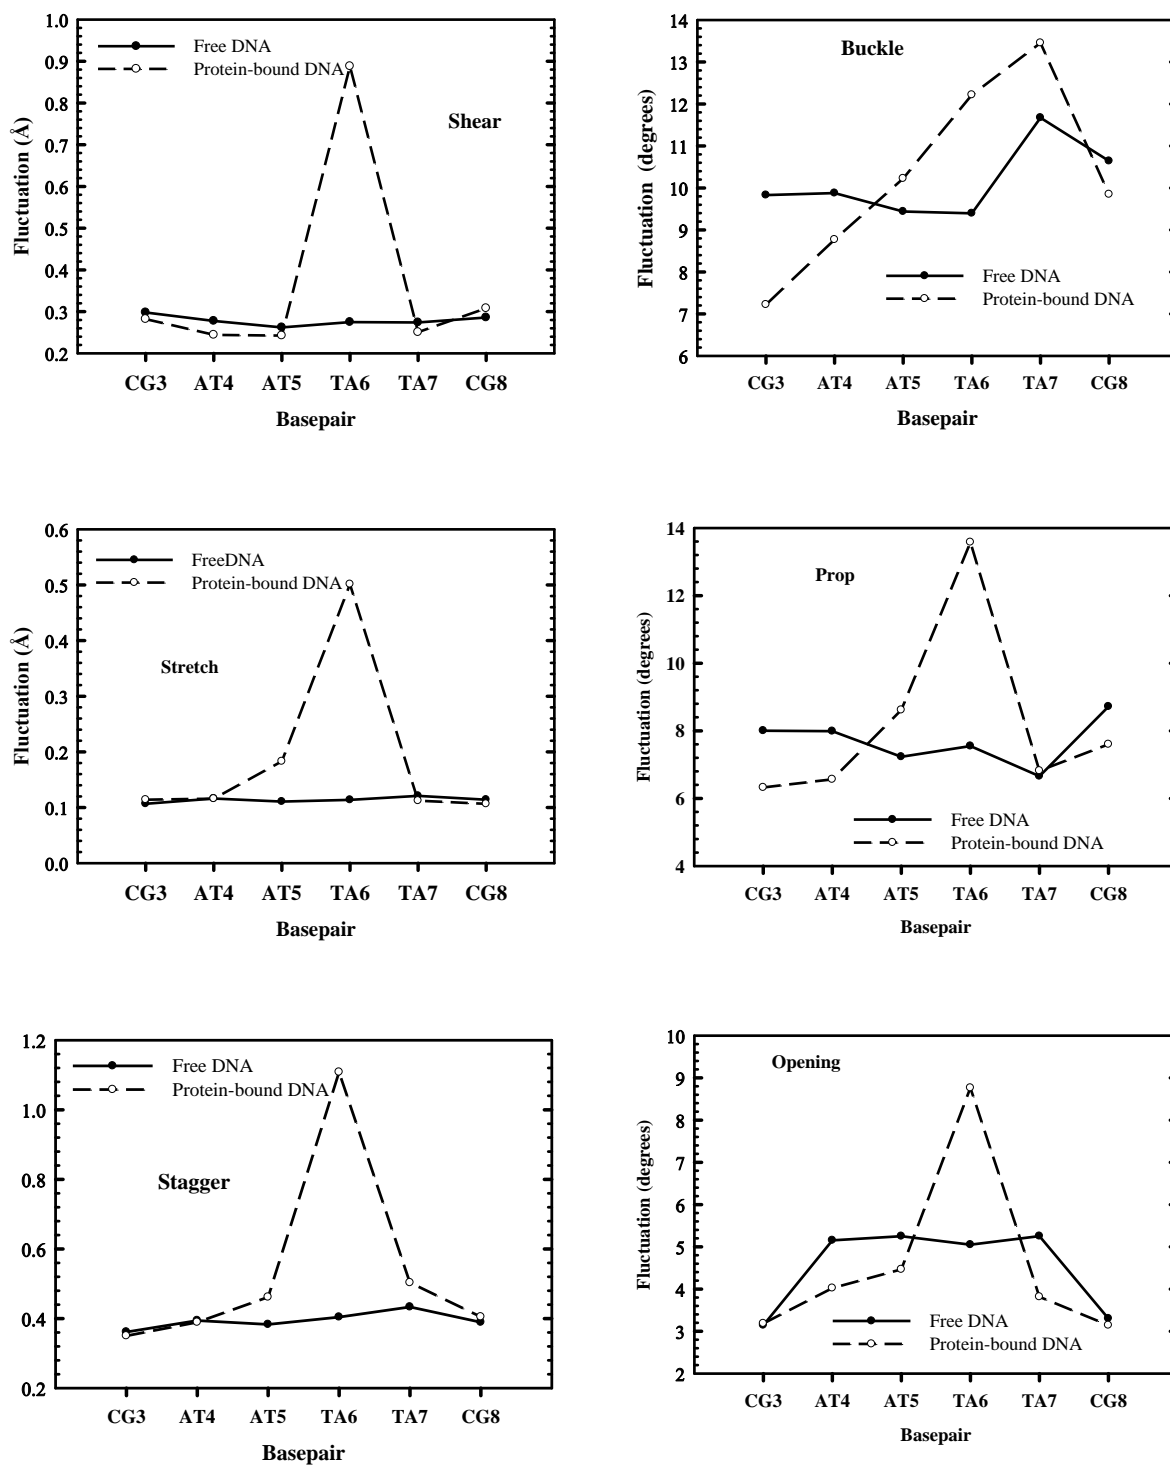 1.0
0.9
0.8
0.7
0.6
0.5
0.4
0.3
0.2
Fluctuation (Å)
Free DNA
Protein-bound DNA
Shear
CG3 AT4 AT5 TA6 TA7 CG8
Basepair
14
13
12
11
10
9
8
7
6
Fluctuation (degrees)
Buckle
Free DNA
Protein-bound DNA
CG3 AT4 AT5 TA6 TA7 CG8
Basepair
0.6
0.5
0.4
0.3
0.2
0.1
0.0
Fluctuation (Å)
FreeDNA
Protein-bound DNA
Stretch
CG3 AT4 AT5 TA6 TA7 CG8
Basepair
14
12
10
8
6
4
Fluctuation (degrees)
Prop
Free DNA
Protein-bound DNA
CG3 AT4 AT5 TA6 TA7 CG8
Basepair
1.2
1.0
0.8
0.6
0.4
0.2
Free DNA
Protein-bound DNA
Stagger
CG3 AT4 AT5 TA6 TA7 CG8
Basepair
10
9
8
7
6
5
4
3
2
Fluctuation (degrees)
Opening
Free DNA
Protein-bound DNA
CG3 AT4 AT5 TA6 TA7 CG8
Basepair